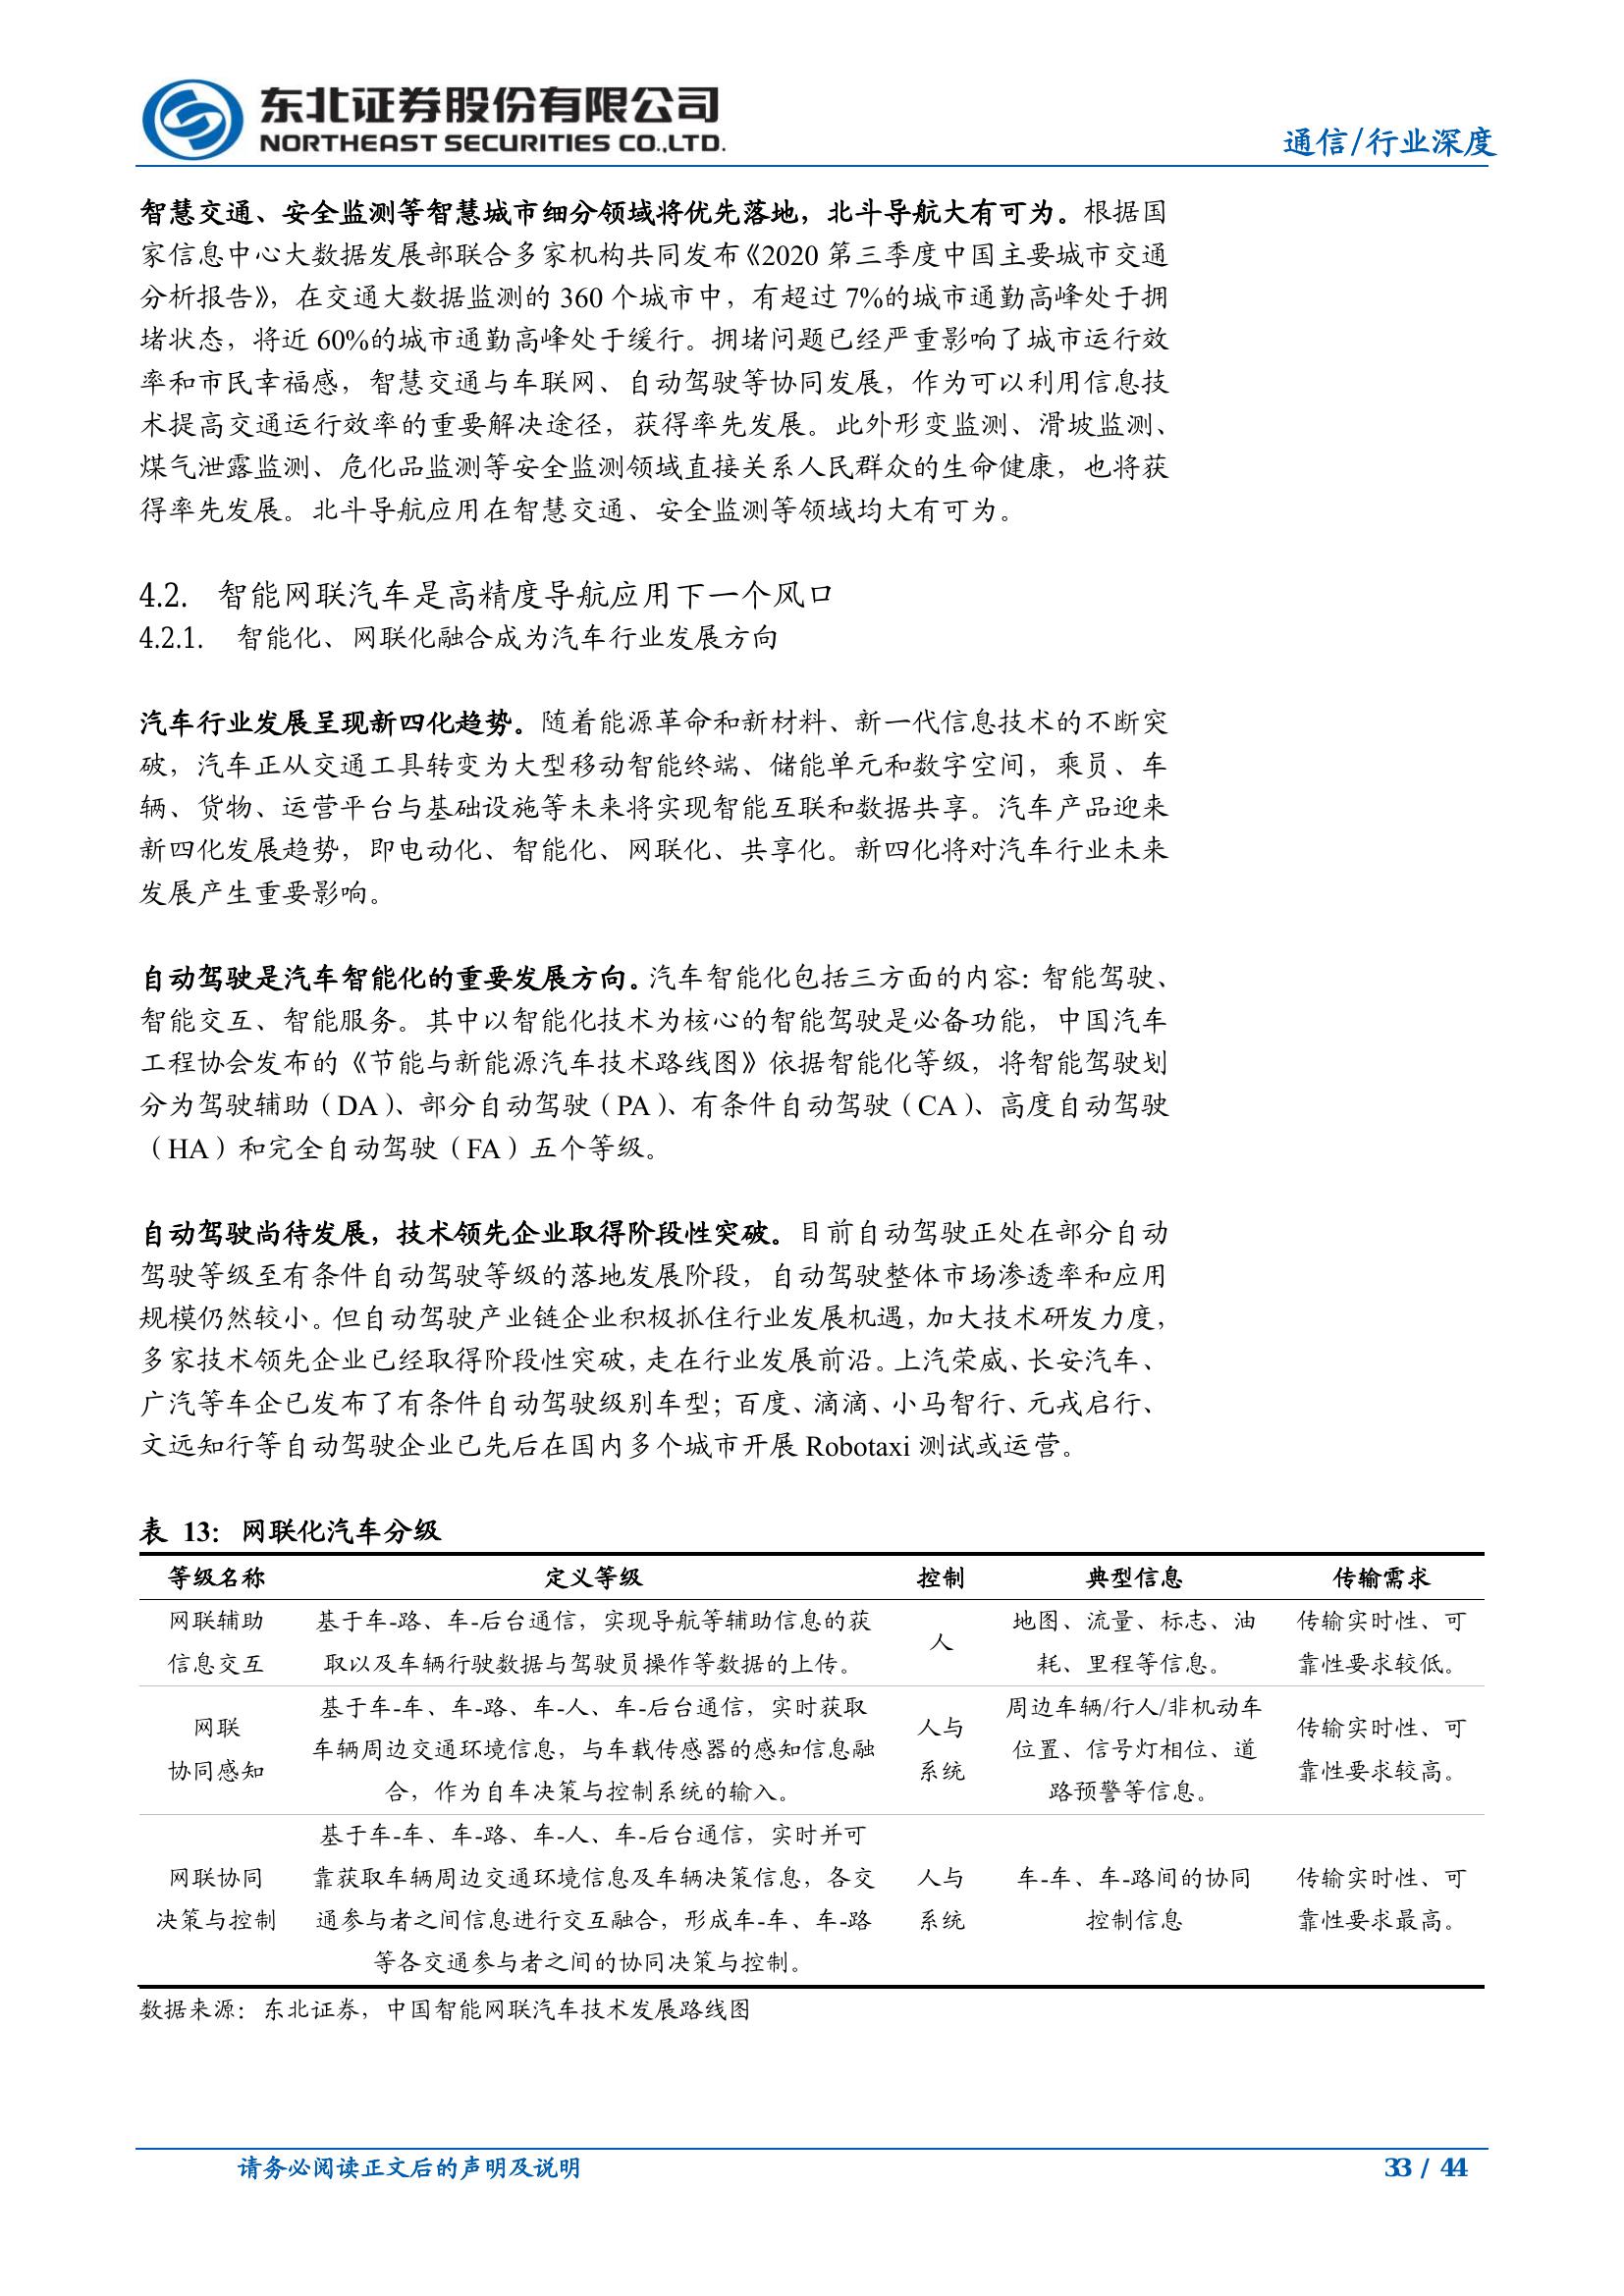 东北证券股份有限公司
NORTHEAST SECURITIES CO.,LTD.
通信/行业深度
智慧交通、安全监测等智慧城市细分领域将优先落地，北斗导航大有可为。根据国
家信息中心大数据发展部联合多家机构共同发布《2020 第三季度中国主要城市交通
分析报告》，在交通大数据监测的 360 个城市中，有超过 7%的城市通勤高峰处于拥
堵状态，将近 60%的城市通勤高峰处于缓行。拥堵问题已经严重影响了城市运行效
率和市民幸福感，智慧交通与车联网、自动驾驶等协同发展，作为可以利用信息技
术提高交通运行效率的重要解决途径，获得率先发展。此外形变监测、滑坡监测、
煤气泄露监测、危化品监测等安全监测领域直接关系人民群众的生命健康，也将获
得率先发展。北斗导航应用在智慧交通、安全监测等领域均大有可为。
4.2. 智能网联汽车是高精度导航应用下一个风口
4.2.1. 智能化、网联化融合成为汽车行业发展方向
汽车行业发展呈现新四化趋势。随着能源革命和新材料、新一代信息技术的不断突
破，汽车正从交通工具转变为大型移动智能终端、储能单元和数字空间，乘员、车
辆、货物、运营平台与基础设施等未来将实现智能互联和数据共享。汽车产品迎来
新四化发展趋势，即电动化、智能化、网联化、共享化。新四化将对汽车行业未来
发展产生重要影响。
自动驾驶是汽车智能化的重要发展方向。汽车智能化包括三方面的内容：智能驾驶、
智能交互、智能服务。其中以智能化技术为核心的智能驾驶是必备功能，中国汽车
工程协会发布的《节能与新能源汽车技术路线图》依据智能化等级，将智能驾驶划
分为驾驶辅助（DA）、部分自动驾驶（PA）、有条件自动驾驶（CA）、高度自动驾驶
（HA）和完全自动驾驶（FA）五个等级。
自动驾驶尚待发展，技术领先企业取得阶段性突破。目前自动驾驶正处在部分自动
驾驶等级至有条件自动驾驶等级的落地发展阶段，自动驾驶整体市场渗透率和应用
规模仍然较小。但自动驾驶产业链企业积极抓住行业发展机遇，加大技术研发力度，
多家技术领先企业已经取得阶段性突破，走在行业发展前沿。上汽荣威、长安汽车、
广汽等车企已发布了有条件自动驾驶级别车型；百度、滴滴、小马智行、元戎启行、
文远知行等自动驾驶企业已先后在国内多个城市开展 Robotaxi 测试或运营。
表 13：网联化汽车分级
等级名称 定义等级 控制 典型信息 传输需求
网联辅助 基于车-路、车-后台通信，实现导航等辅助信息的获 人 地图、流量、标志、油 传输实时性、可
信息交互 取以及车辆行驶数据与驾驶员操作等数据的上传。 耗、里程等信息。 靠性要求较低。
基于车-车、车-路、车-人、车-后台通信，实时获取 周边车辆/行人/非机动车
网联 车辆周边交通环境信息，与车载传感器的感知信息融 人与 位置、信号灯相位、道 传输实时性、可
协同感知 合，作为自车决策与控制系统的输入。 系统 路预警等信息。 靠性要求较高。
基于车-车、车-路、车-人、车-后台通信，实时并可
网联协同 靠获取车辆周边交通环境信息及车辆决策信息，各交 人与 车-车、车-路间的协同 传输实时性、可
决策与控制 通参与者之间信息进行交互融合，形成车-车、车-路 系统 控制信息 靠性要求最高。
等各交通参与者之间的协同决策与控制。
数据来源：东北证券，中国智能网联汽车技术发展路线图
请务必阅读正文后的声明及说明
33 / 44